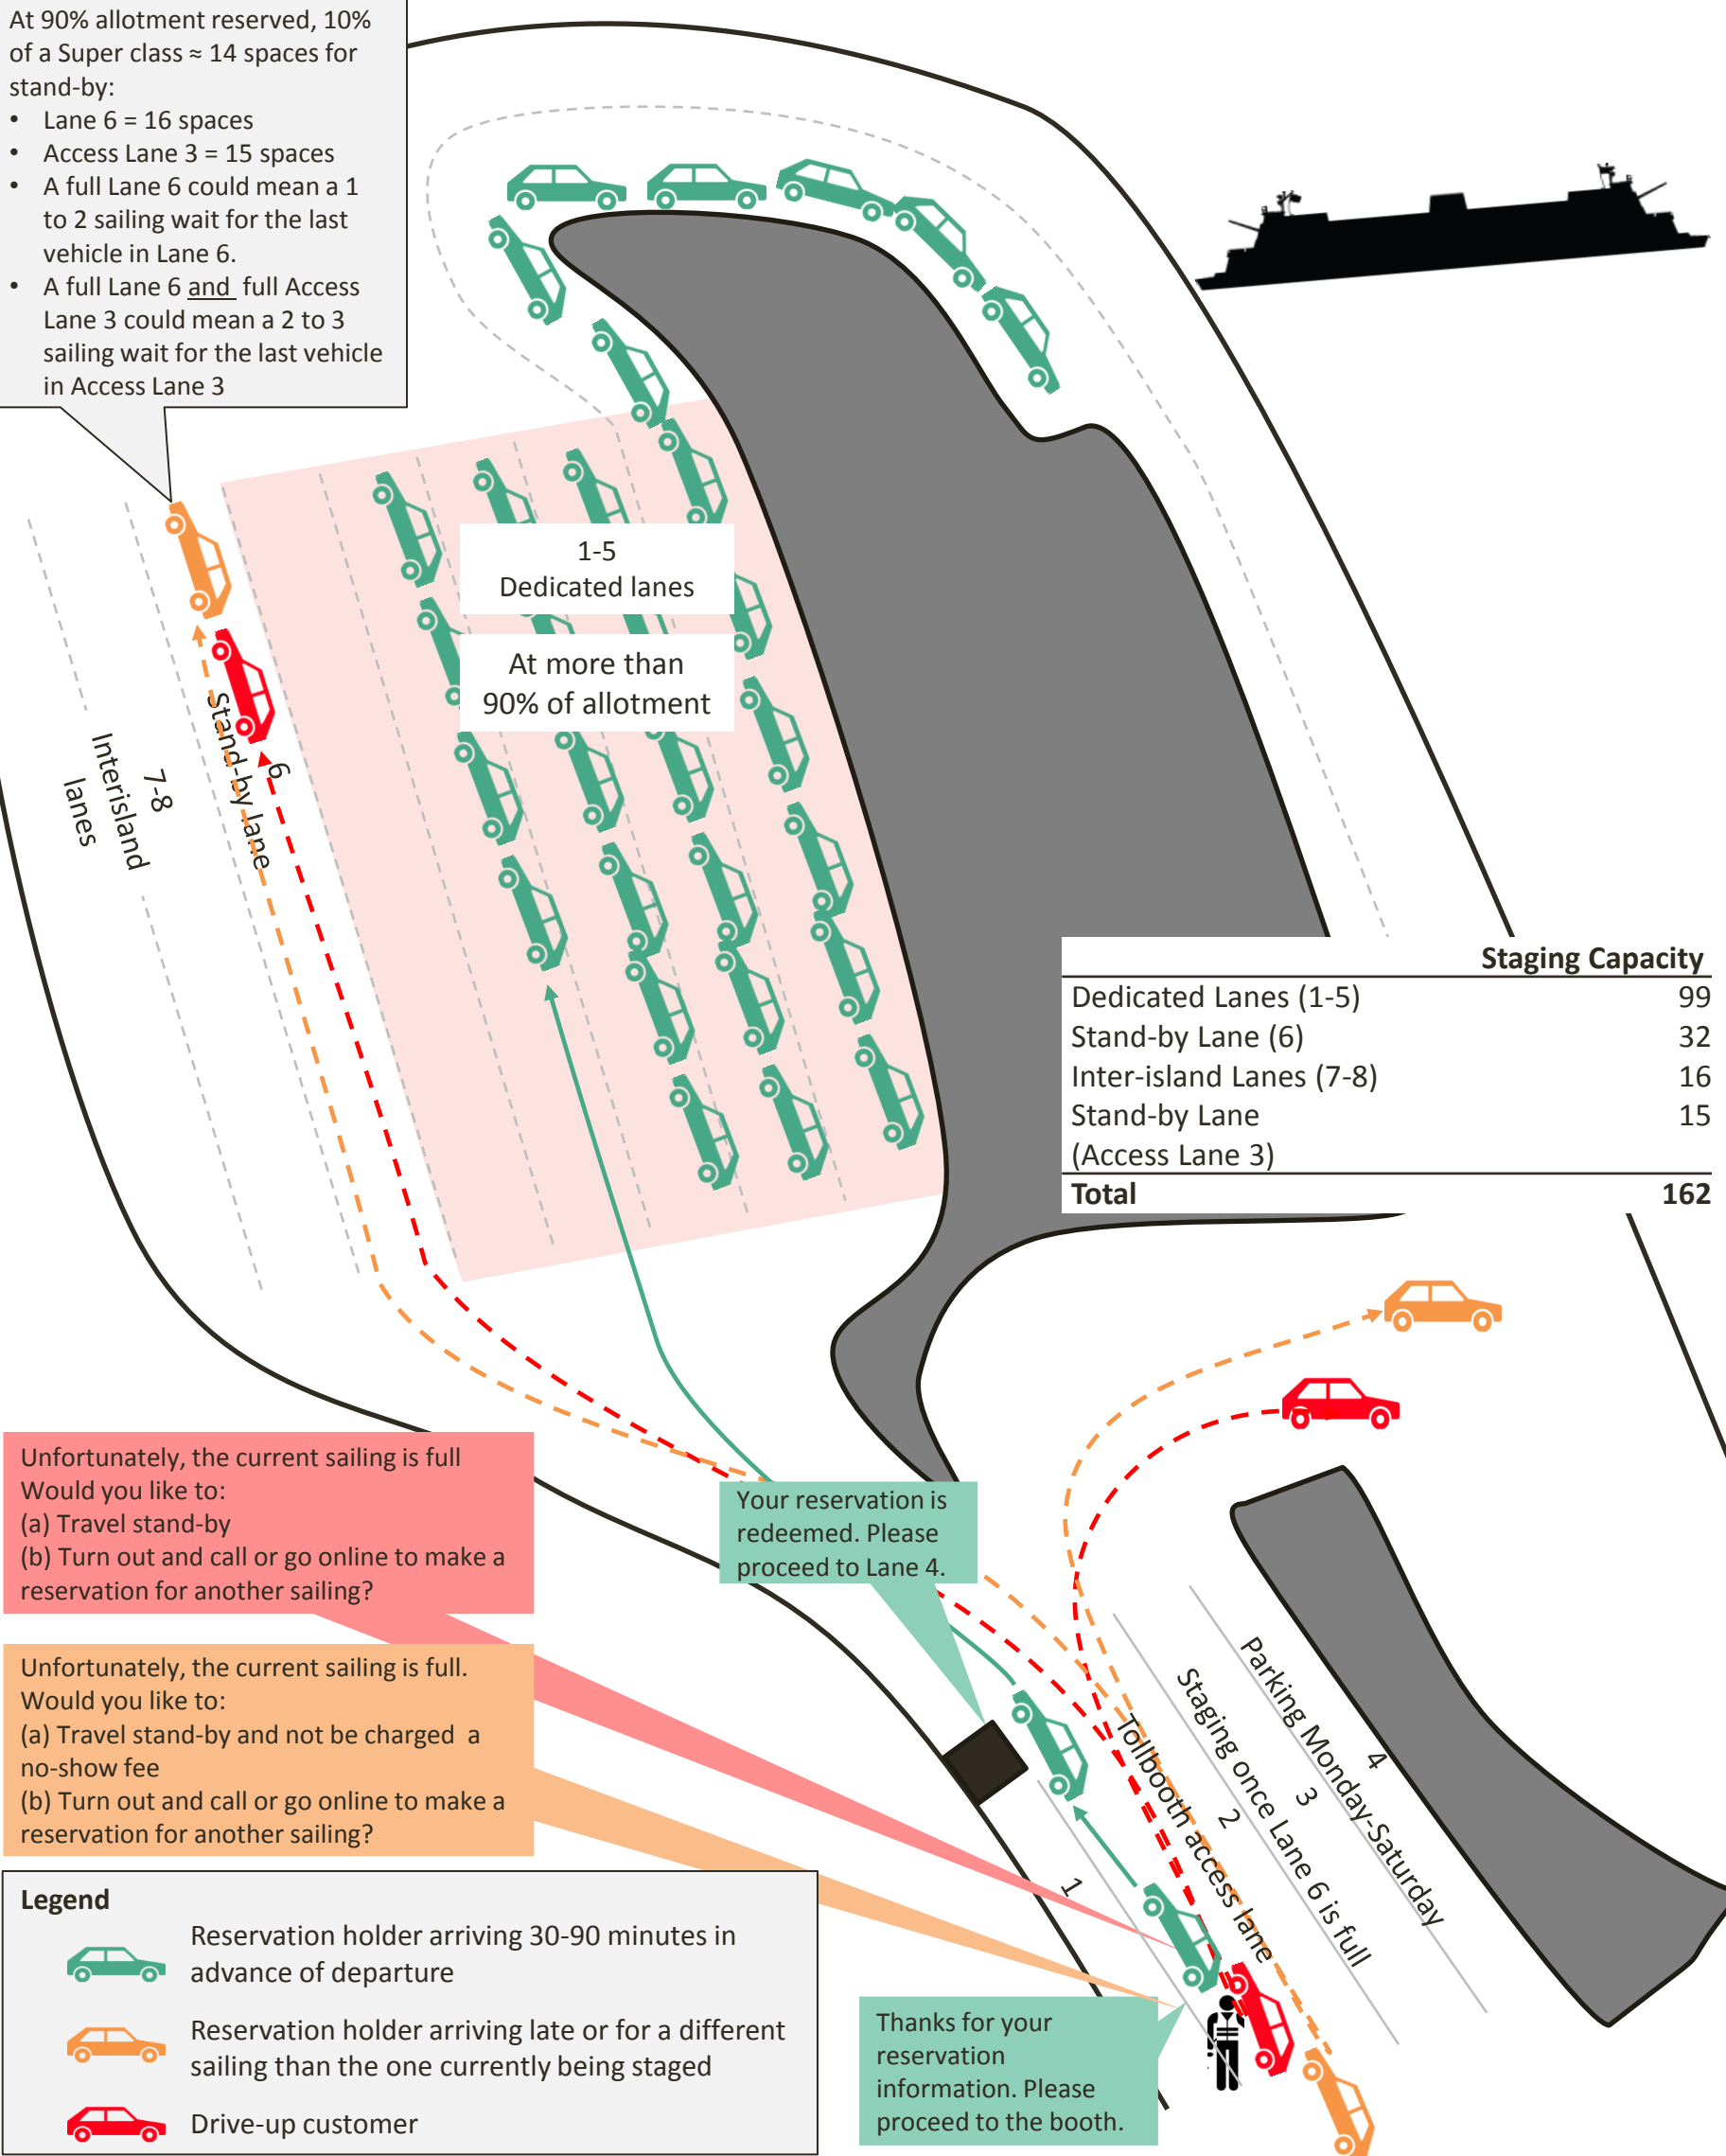 At 90% allotment reserved, 10%
of a Super class ≈ 14 spaces for
stand-by:
• Lane 6 = 16 spaces
• Access Lane 3 = 15 spaces
• A full Lane 6 could mean a 1
to 2 sailing wait for the last
vehicle in Lane 6.
• A full Lane 6 and full Access
Lane 3 could mean a 2 to 3
sailing wait for the last vehicle
in Access Lane 3
1-5
Dedicated lanes
At more than
90% of allotment
6
Stand-by lane
7-8
Interisland
lanes
Staging Capacity
Dedicated Lanes (1-5) 99
Stand-by Lane (6) 32
Inter-island Lanes (7-8) 16
Stand-by Lane 15
(Access Lane 3)
Total 162
Unfortunately, the current sailing is full
Would you like to:
(a) Travel stand-by
(b) Turn out and call or go online to make a
reservation for another sailing?
Your reservation is
redeemed. Please
proceed to Lane 4.
Unfortunately, the current sailing is full.
Would you like to:
(a) Travel stand-by and not be charged a
no-show fee
(b) Turn out and call or go online to make a
reservation for another sailing?
4
Parking Monday-Saturday
3
Staging once Lane 6 is full
2
Tollbooth access lane
1
Thanks for your
reservation
information. Please
proceed to the booth.
Legend
Reservation holder arriving 30-90 minutes in
advance of departure
Reservation holder arriving late or for a different
sailing than the one currently being staged
Drive-up customer